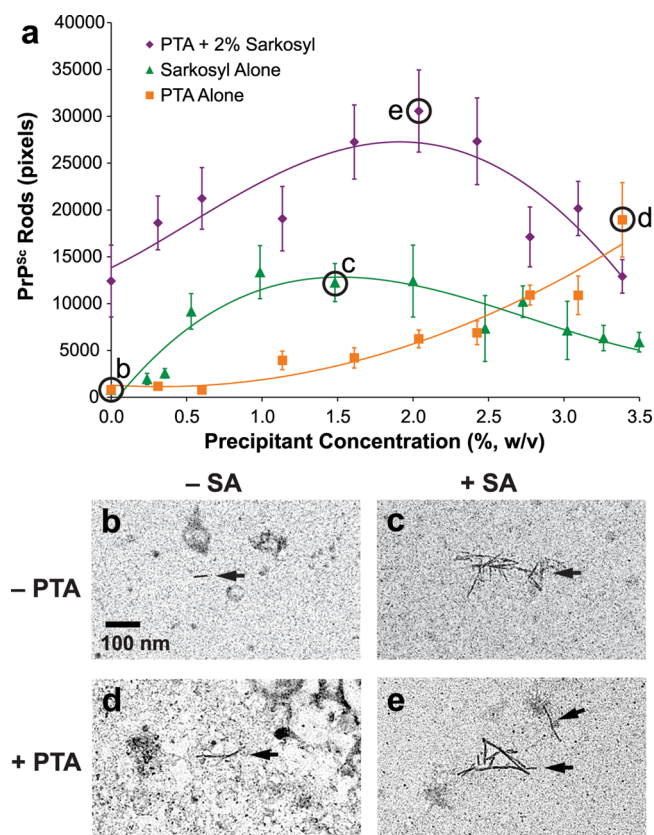 a
PTA + 2% Sarkosyl
Sarkosyl Alone
PTA Alone
PrPSc Rods (pixels)
40000
35000
30000
25000
20000
15000
10000
5000
0
b
c
d
e
0.0 0.5 1.0 1.5 2.0 2.5 3.0 3.5
Precipitant Concentration (%, w/v)
– SA + SA
– PTA
b
100 nm
c
+ PTA
d
e